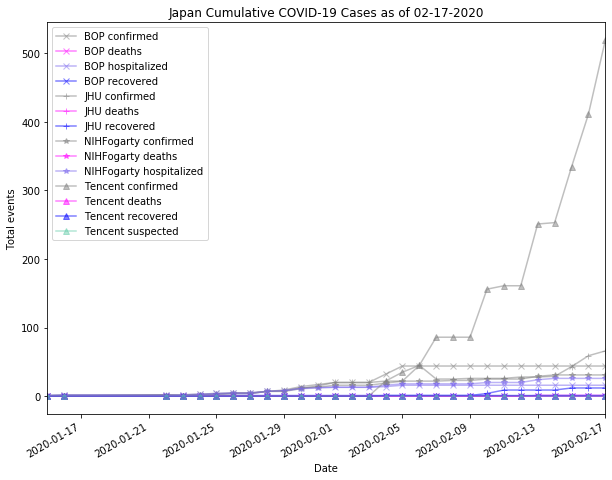 Japan Cumulative COVID-19 Cases as of 02-17-2020
BOP confirmed
BOP deaths
BOP hospitalized
BOP recovered
JHU confirmed
JHU deaths
JHU recovered
NIHFogarty confirmed
NIHFogarty deaths
NIHFogarty hospitalized
Tencent confirmed
Tencent deaths
Tencent recovered
Tencent suspected
Total events
500
400
300
200
100
0
2020-01-17
2020-01-21
2020-01-25
2020-01-29
2020-02-01
2020-02-05
2020-02-09
2020-02-13
2020-02-17
Date